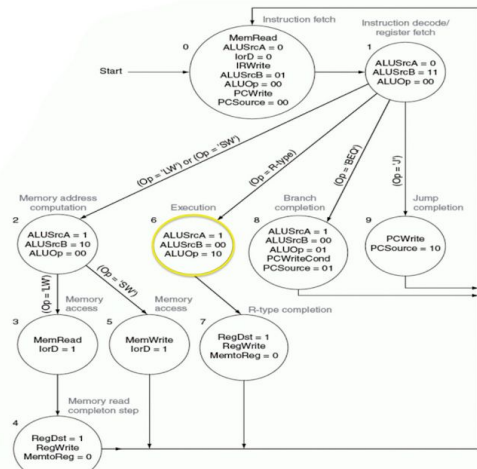 Instruction fetch
0
MemRead
ALUSrcA = 0
IorD = 0
IRWrite
ALUSrcB = 01
ALUOp = 00
PCWrite
PCSource = 00
Start
Instruction decode/
register fetch
1
ALUSrcA = 0
ALUSrcB = 11
ALUOp = 00
(Op = 'LW') or (Op = 'SW')
(Op = R-type)
(Op = 'BEQ')
(Op = 'J')
Memory address
computation
2
ALUSrcA = 1
ALUSrcB = 10
ALUOp = 00
Execution
6
ALUSrcA = 1
ALUSrcB = 00
ALUOp = 10
Branch
completion
8
ALUSrcA = 1
ALUSrcB = 00
ALUOp = 01
PCWriteCond
PCSource = 01
Jump
completion
9
PCWrite
PCSource = 10
(Op = 'LW')
(Op = 'SW')
Memory
access
3
MemRead
IorD = 1
Memory
access
5
MemWrite
IorD = 1
R-type completion
7
RegDst = 1
RegWrite
MemtoReg = 0
Memory read
completon step
4
RegDst = 1
RegWrite
MemtoReg = 0